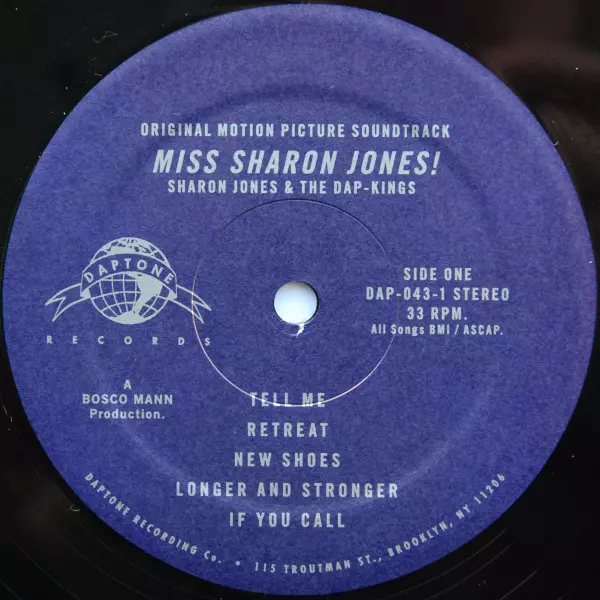 ORIGINAL MOTION PICTURE SOUNDTRACK
MISS SHARON JONES!
SHARON JONES & THE DAP-KINGS
DAPTONE
RECORDS
A
BOSCO MANN
Production.
SIDE ONE
DAP-043-1 STEREO
33 RPM.
All Songs BMI / ASCAP.
TELL ME
RETREAT
NEW SHOES
LONGER AND STRONGER
IF YOU CALL
DAPTONE RECORDING Co. • 115 TROUTMAN ST., BROOKLYN, NY 11206